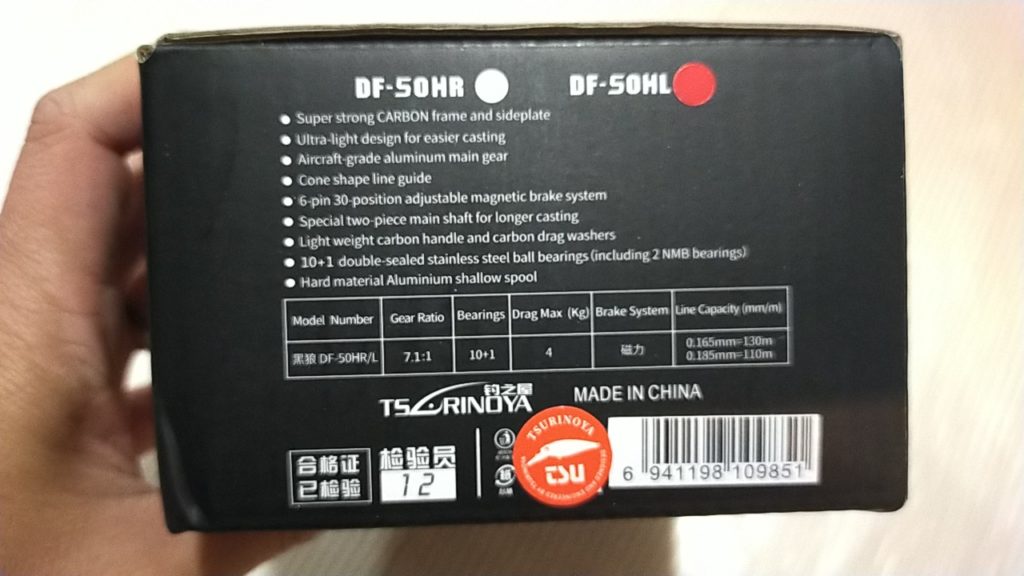 DF-50HR DF-50HL
Super strong CARBON frame and sideplate
Ultra-light design for easier casting
Aircraft-grade aluminum main gear
Cone shape line guide
6-pin 30-position adjustable magnetic brake system
Special two-piece main shaft for longer casting
Light weight carbon handle and carbon drag washers
10+1 double-sealed stainless steel ball bearings (including 2 NMB bearings)
Hard material Aluminium shallow spool
Model Number Gear Ratio Bearings Drag Max (Kg) Brake System Line Capacity (mm/m)
黑狼 DF-50HR/L 7.1:1 10+1 4 磁力 0.165mm=130m
0.185mm=110m
钓之屋
TSURINOYA
MADE IN CHINA
合格证
已检验
检验员
12
TSURINOYA
TSU
6 941198 109851